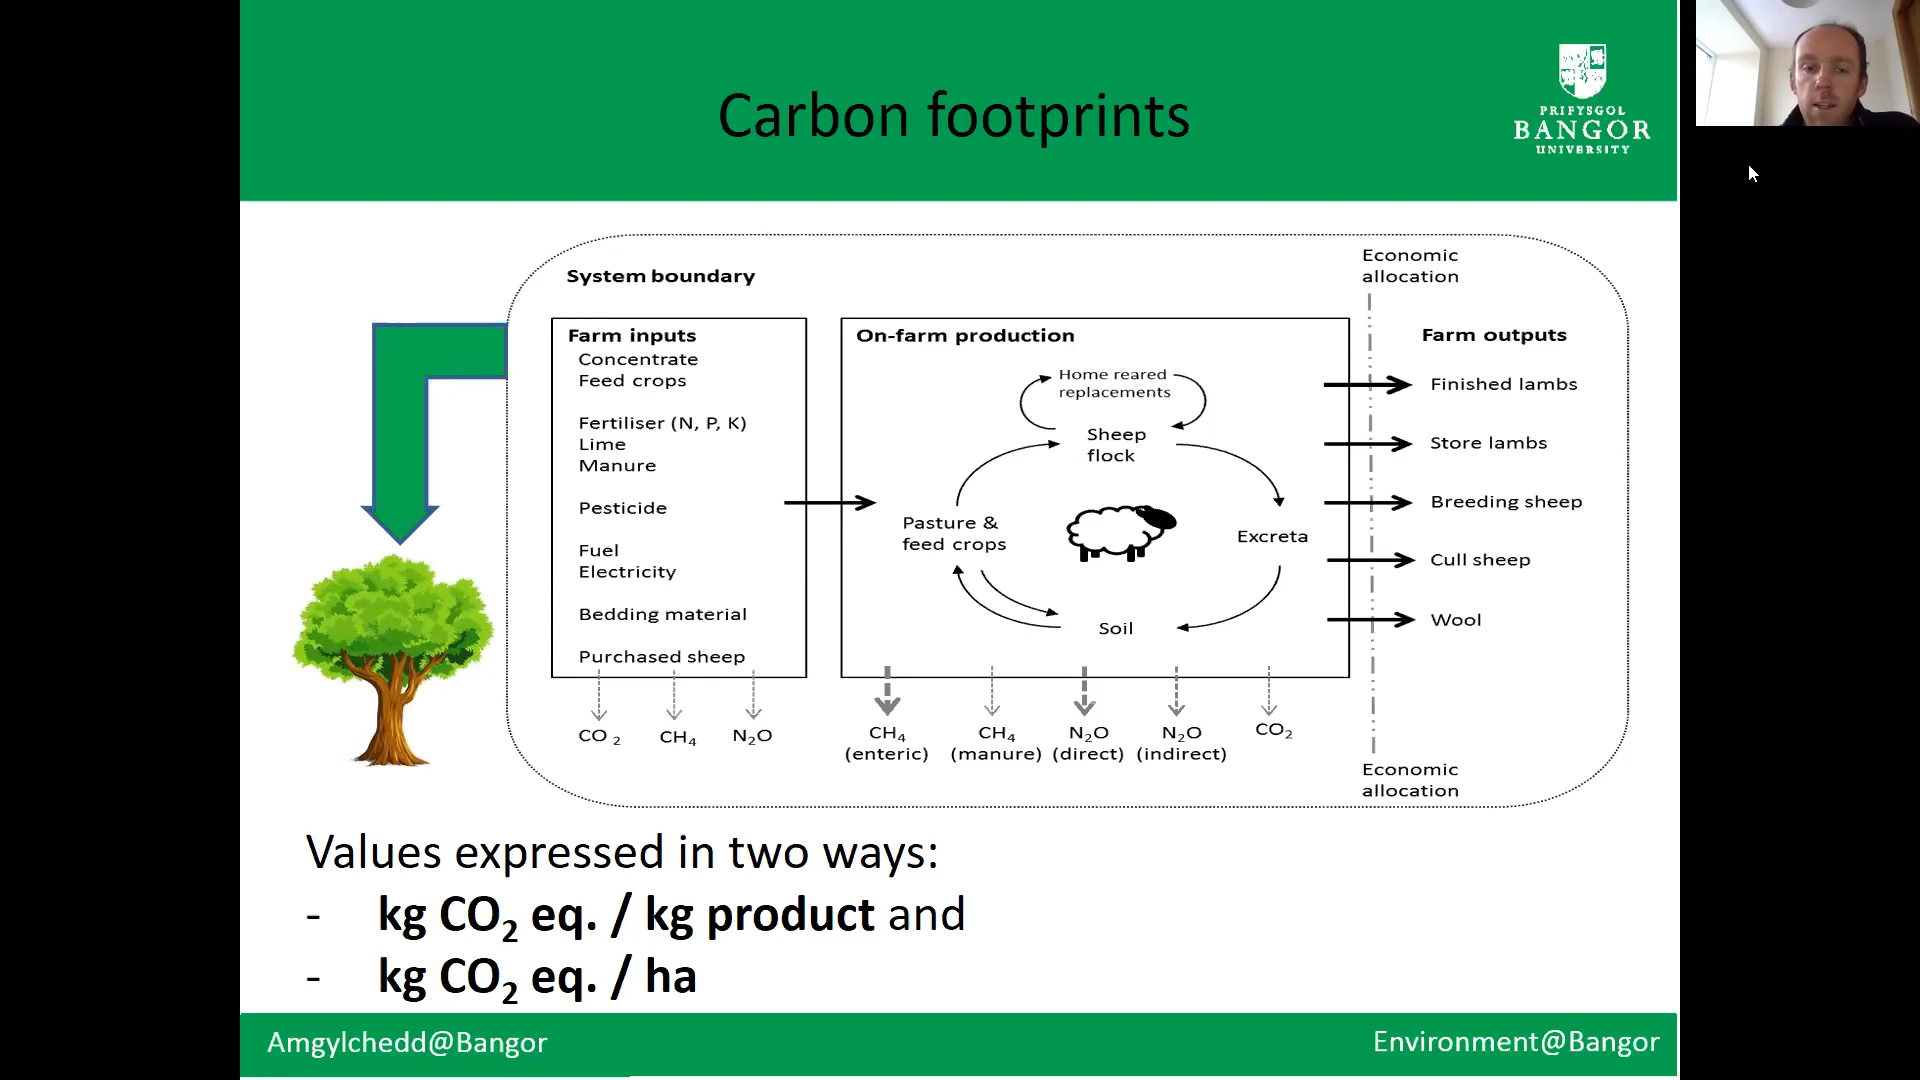 Carbon footprints
PRIFYSGOL
BANGOR
UNIVERSITY
System boundary
Farm inputs
Concentrate
Feed crops
Fertiliser (N, P, K)
Lime
Manure
Pesticide
Fuel
Electricity
Bedding material
Purchased sheep
CO₂
CH₄
N₂O
On-farm production
Home reared
replacements
Sheep
flock
Pasture &
feed crops
Excreta
Soil
CH₄
(enteric)
CH₄
(manure)
N₂O
(direct)
N₂O
(indirect)
CO₂
Economic
allocation
Farm outputs
Finished lambs
Store lambs
Breeding sheep
Cull sheep
Wool
Economic
allocation
Values expressed in two ways:
- kg CO₂ eq. / kg product and
- kg CO₂ eq. / ha
Amgylchedd@Bangor
Environment@Bangor